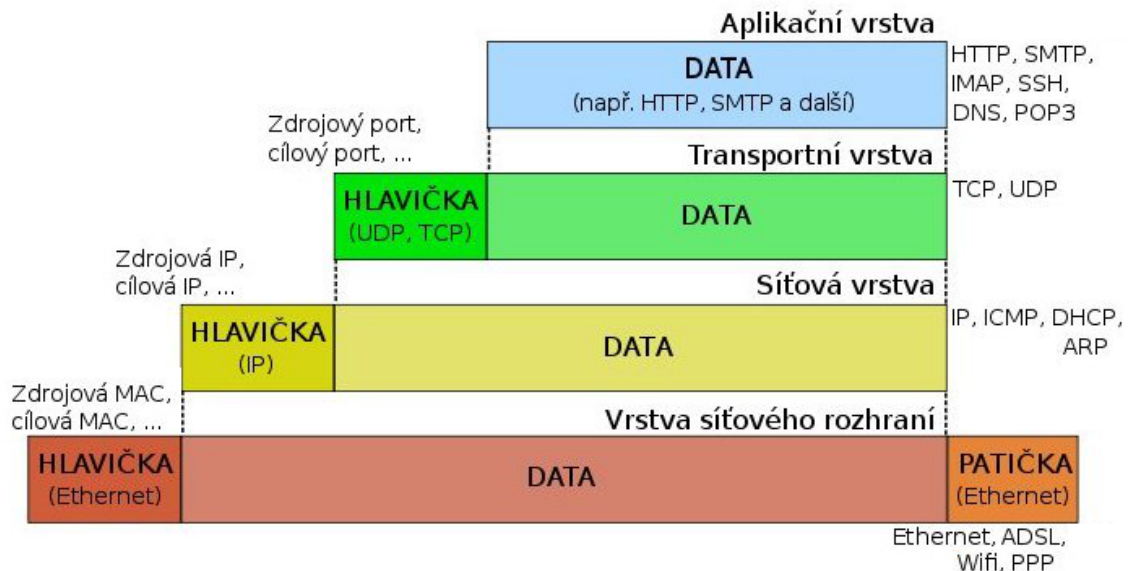 Aplikační vrstva
DATA
(např. HTTP, SMTP a další)
HTTP, SMTP,
IMAP, SSH,
DNS, POP3
Zdrojový port,
cílový port, ...
Transportní vrstva
HLAVIČKA
(UDP, TCP)
DATA
TCP, UDP
Zdrojová IP,
cílová IP, ...
Síťová vrstva
HLAVIČKA
(IP)
DATA
IP, ICMP, DHCP,
ARP
Zdrojová MAC,
cílová MAC, ...
Vrstva síťového rozhraní
HLAVIČKA
(Ethernet)
DATA
PATIČKA
(Ethernet)
Ethernet, ADSL,
Wifi, PPP